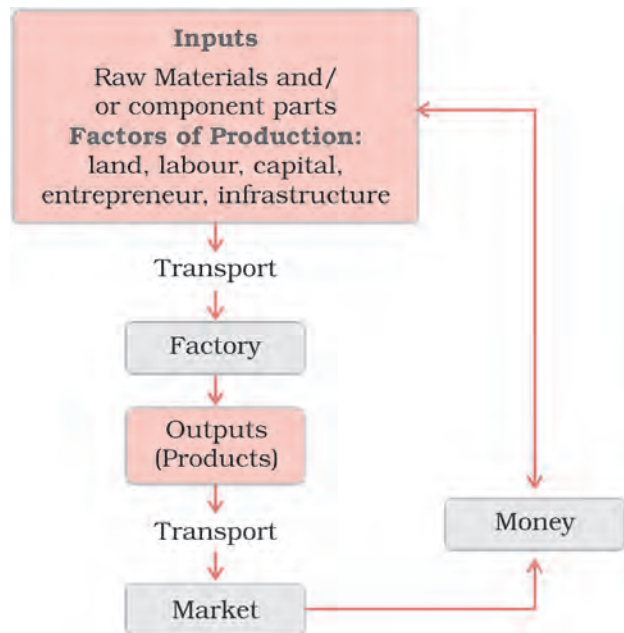 Inputs
Raw Materials and/
or component parts
Factors of Production:
land, labour, capital,
entrepreneur, infrastructure
Transport
Factory
Outputs
(Products)
Transport
Money
Market